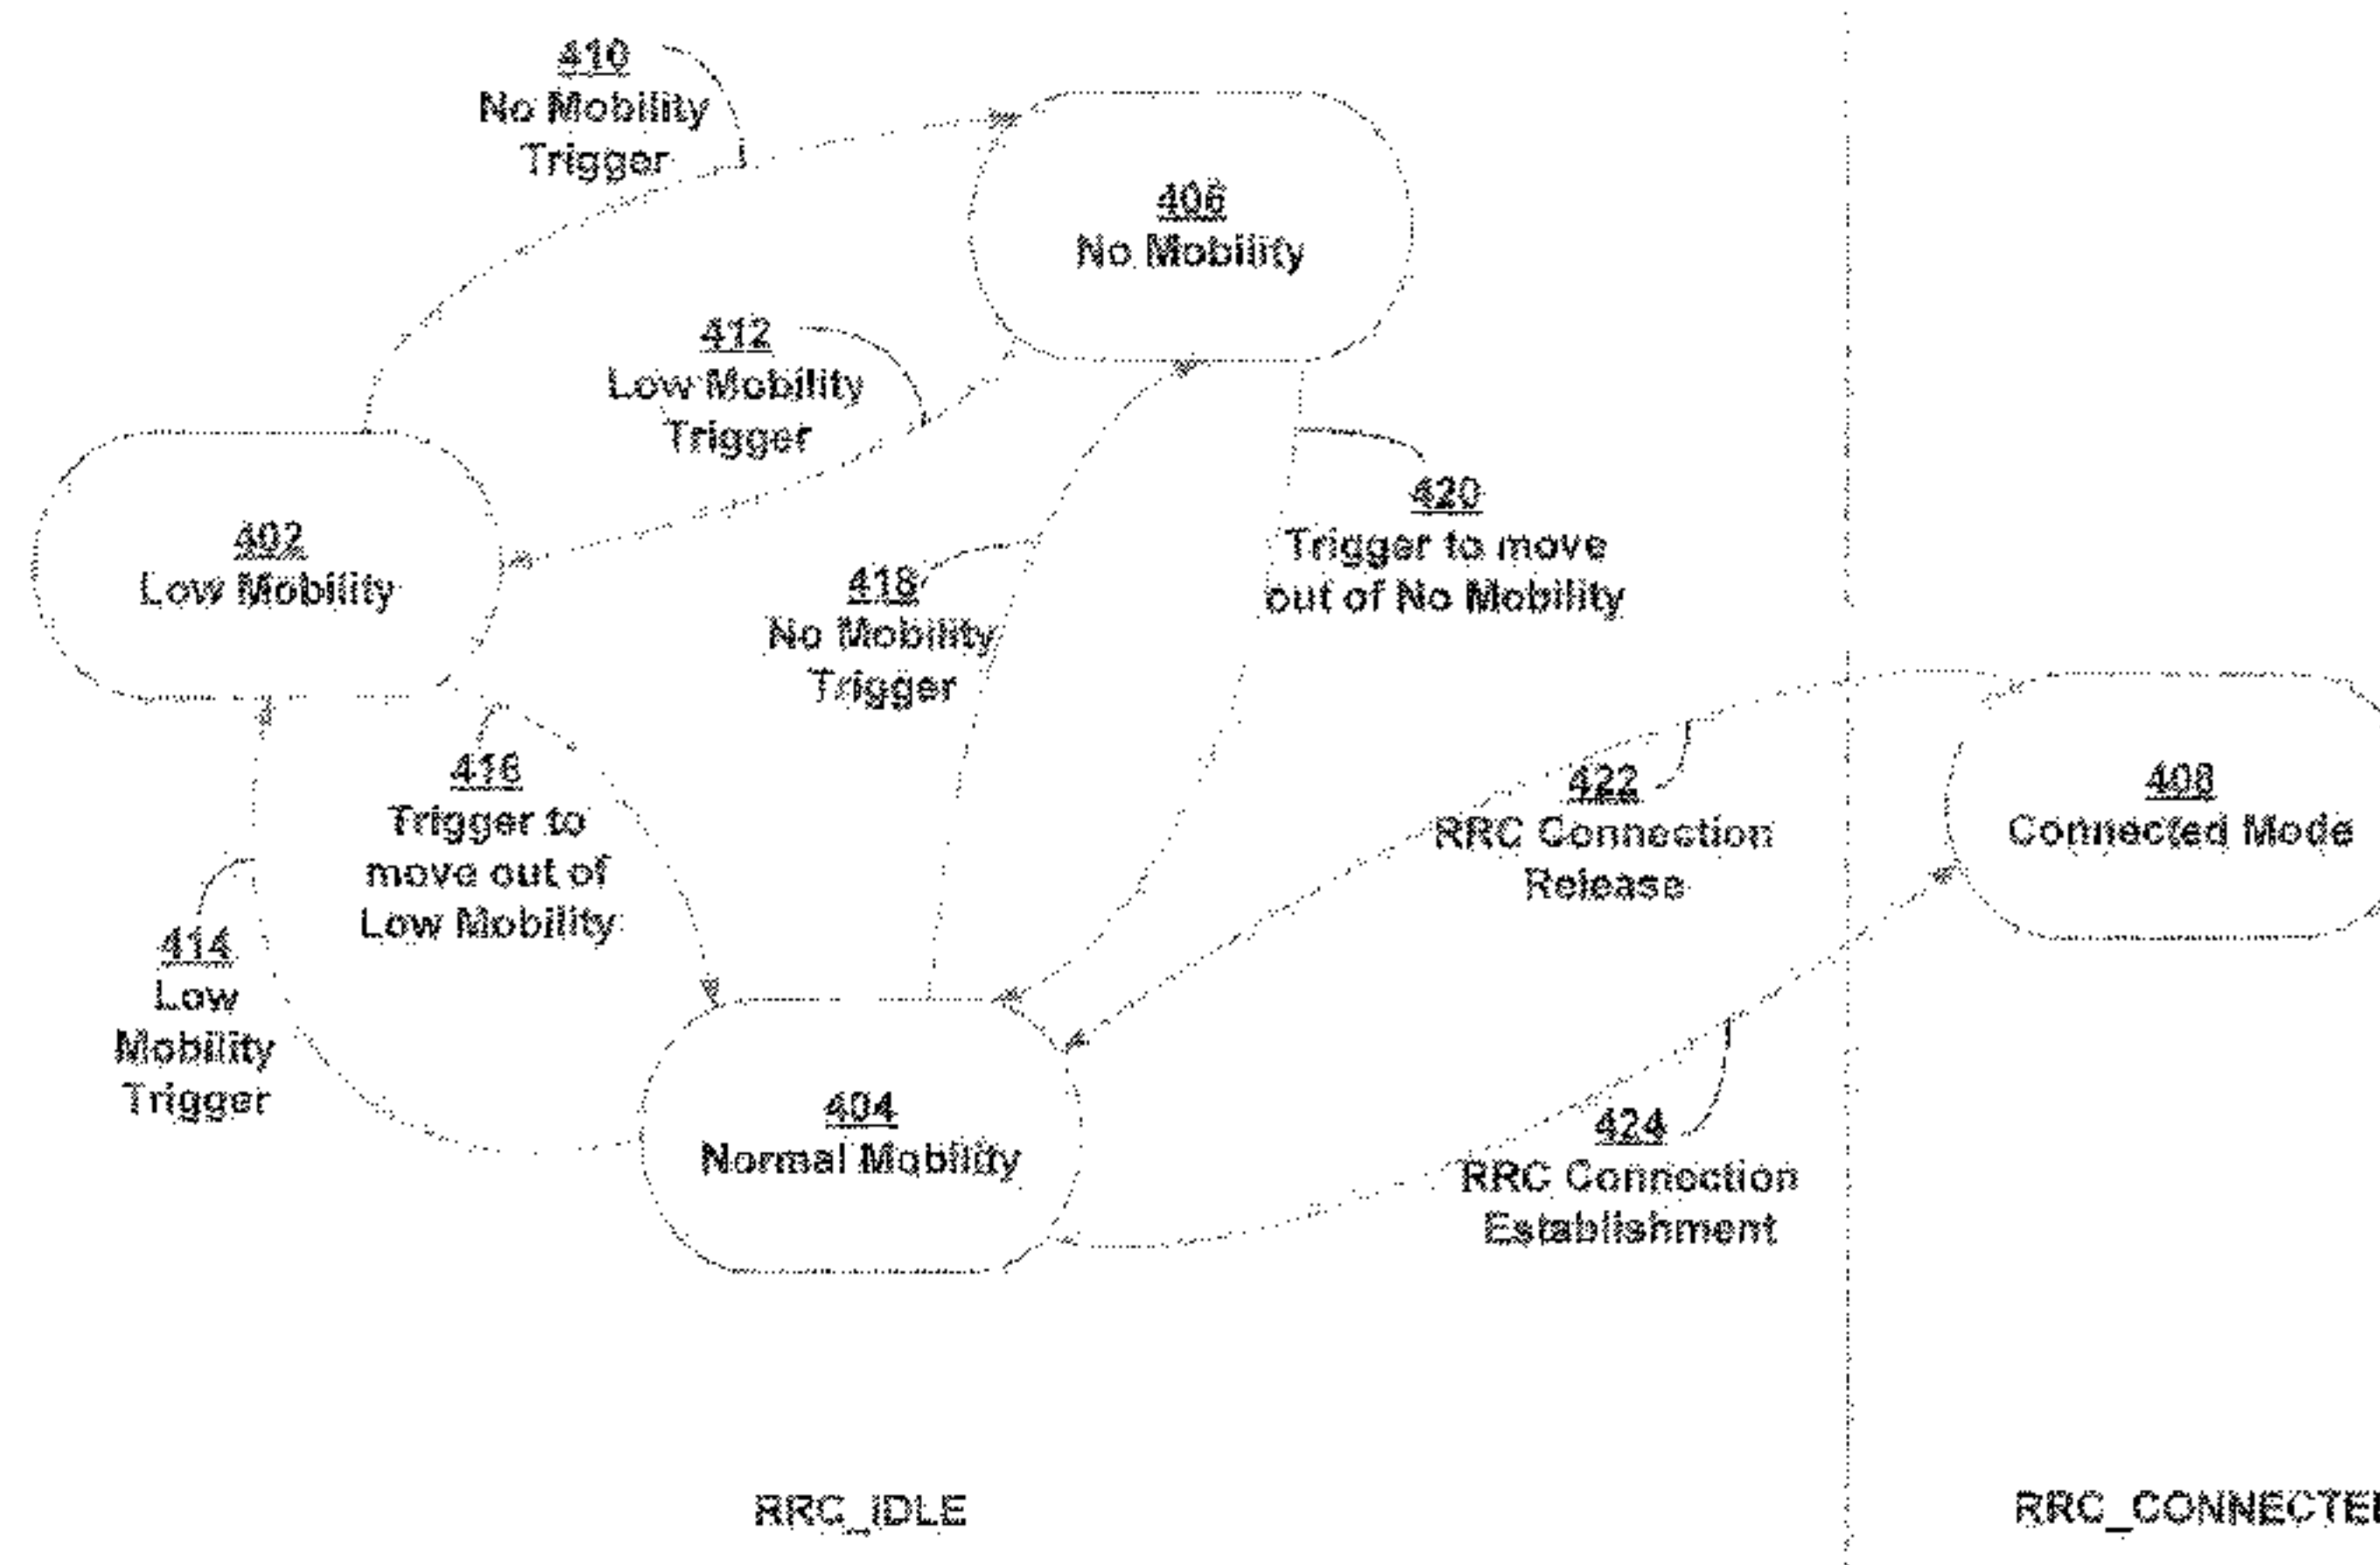 410
No Mobility
Trigger
406
No Mobility
412
Low Mobility
Trigger
402
Low Mobility
420
Trigger to move
out of No Mobility
418
No Mobility
Trigger
416
Trigger to
move out of
Low Mobility
422
RRC Connection
Release
408
Connected Mode
414
Low
Mobility
Trigger
404
Normal Mobility
424
RRC Connection
Establishment
RRC_IDLE
RRC_CONNECTE